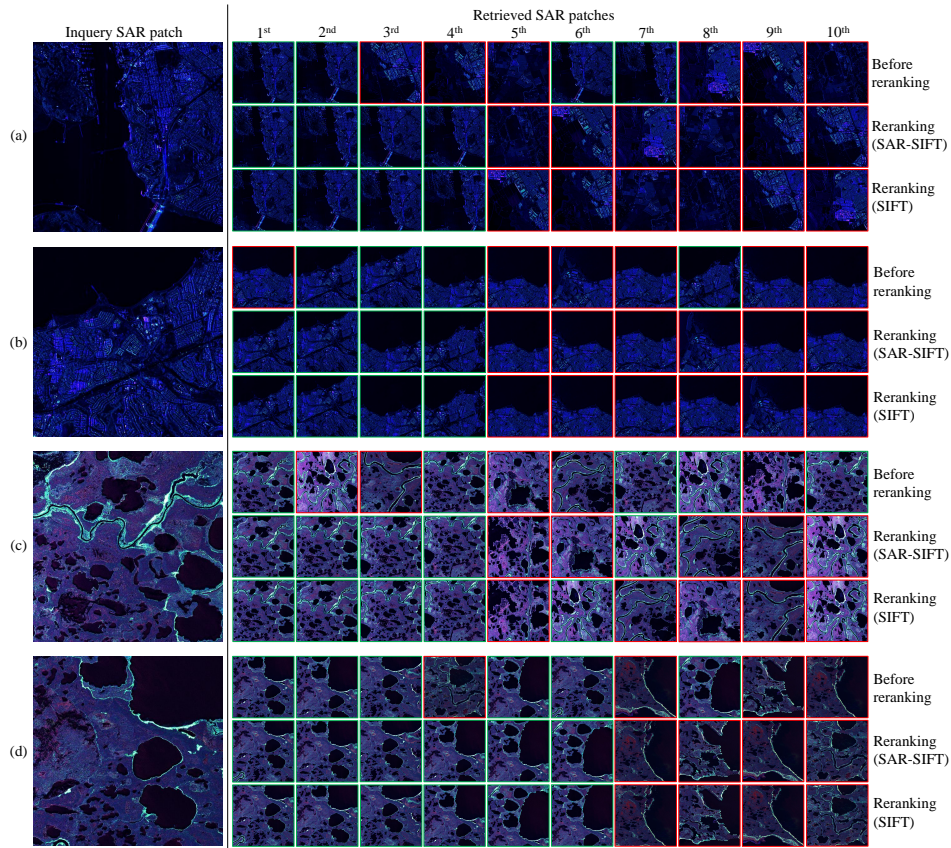 Retrieved SAR patches
Inquery SAR patch
1st 2nd 3rd 4th 5th 6th 7th 8th 9th 10th
(a)
Before
reranking
Reranking
(SAR-SIFT)
Reranking
(SIFT)
(b)
Before
reranking
Reranking
(SAR-SIFT)
Reranking
(SIFT)
(c)
Before
reranking
Reranking
(SAR-SIFT)
Reranking
(SIFT)
(d)
Before
reranking
Reranking
(SAR-SIFT)
Reranking
(SIFT)